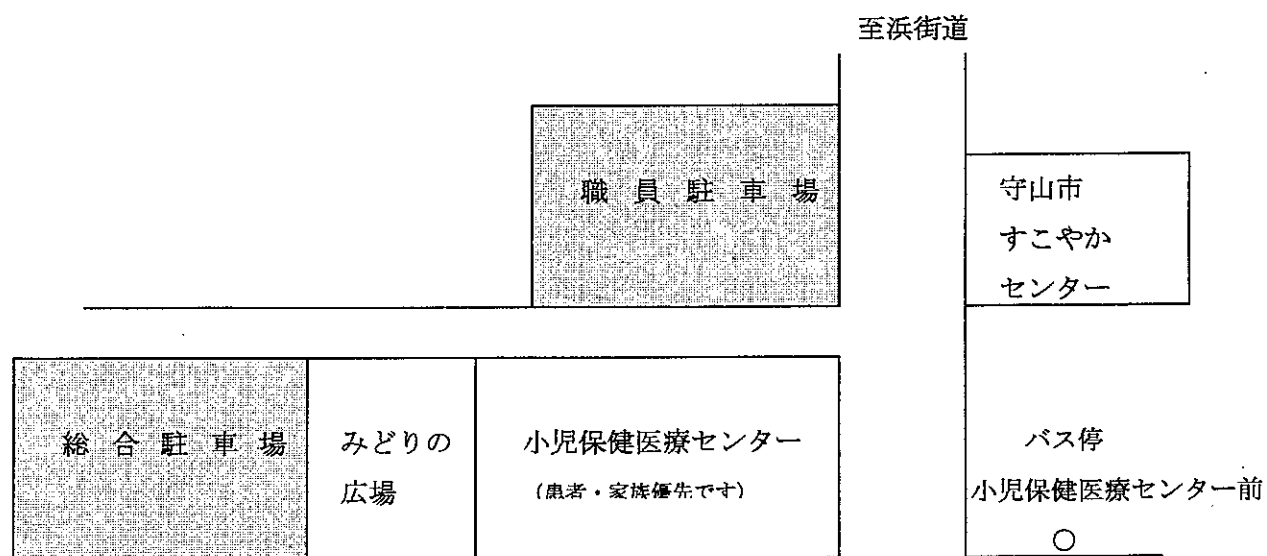 至浜街道
職員駐車場
守山市
すこやか
センター
総合駐車場
みどりの
広場
小児保健医療センター
(患者・家族優先です)
バス停
小児保健医療センター前